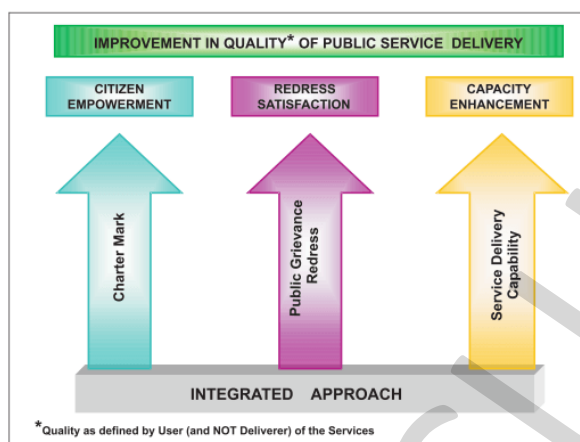 IMPROVEMENT IN QUALITY* OF PUBLIC SERVICE DELIVERY
CITIZEN
EMPOWERMENT
REDRESS
SATISFACTION
CAPACITY
ENHANCEMENT
Charter Mark
Public Grievance
Redress
Service Delivery
Capability
INTEGRATED APPROACH
*Quality as defined by User (and NOT Deliverer) of the Services